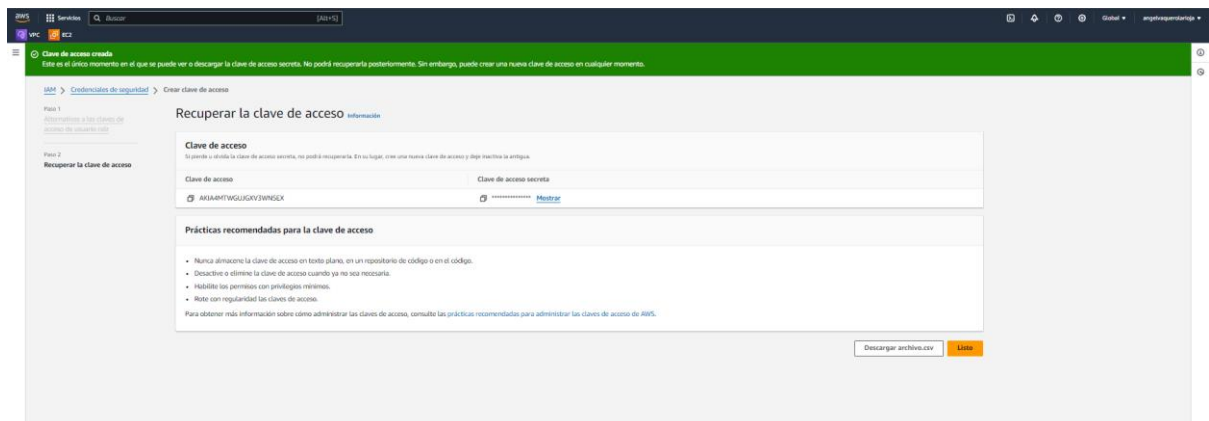 aws
Servicios
Buscar
[Alt+S]
Global
angelvaquerolarioja
VPC
EC2
Clave de acceso creada
Este es el único momento en el que se puede ver o descargar la clave de acceso secreta. No podrá recuperarla posteriormente. Sin embargo, puede crear una nueva clave de acceso en cualquier momento.
IAM > Credenciales de seguridad > Crear clave de acceso
Paso 1
Alternativas a las claves de
acceso de usuario raíz
Paso 2
Recuperar la clave de acceso
Recuperar la clave de acceso Información
Clave de acceso
Si pierde u olvida la clave de acceso secreta, no podrá recuperarla. En su lugar, cree una nueva clave de acceso y deje inactiva la antigua.
Clave de acceso
Clave de acceso secreta
AKIA4MTWGUJGXV3WNSEX
*************** Mostrar
Prácticas recomendadas para la clave de acceso
• Nunca almacene la clave de acceso en texto plano, en un repositorio de código o en el código.
• Desactive o elimine la clave de acceso cuando ya no sea necesaria.
• Habilite los permisos con privilegios mínimos.
• Rote con regularidad las claves de acceso.
Para obtener más información sobre cómo administrar las claves de acceso, consulte las prácticas recomendadas para administrar las claves de acceso de AWS.
Descargar archivo.csv
Listo